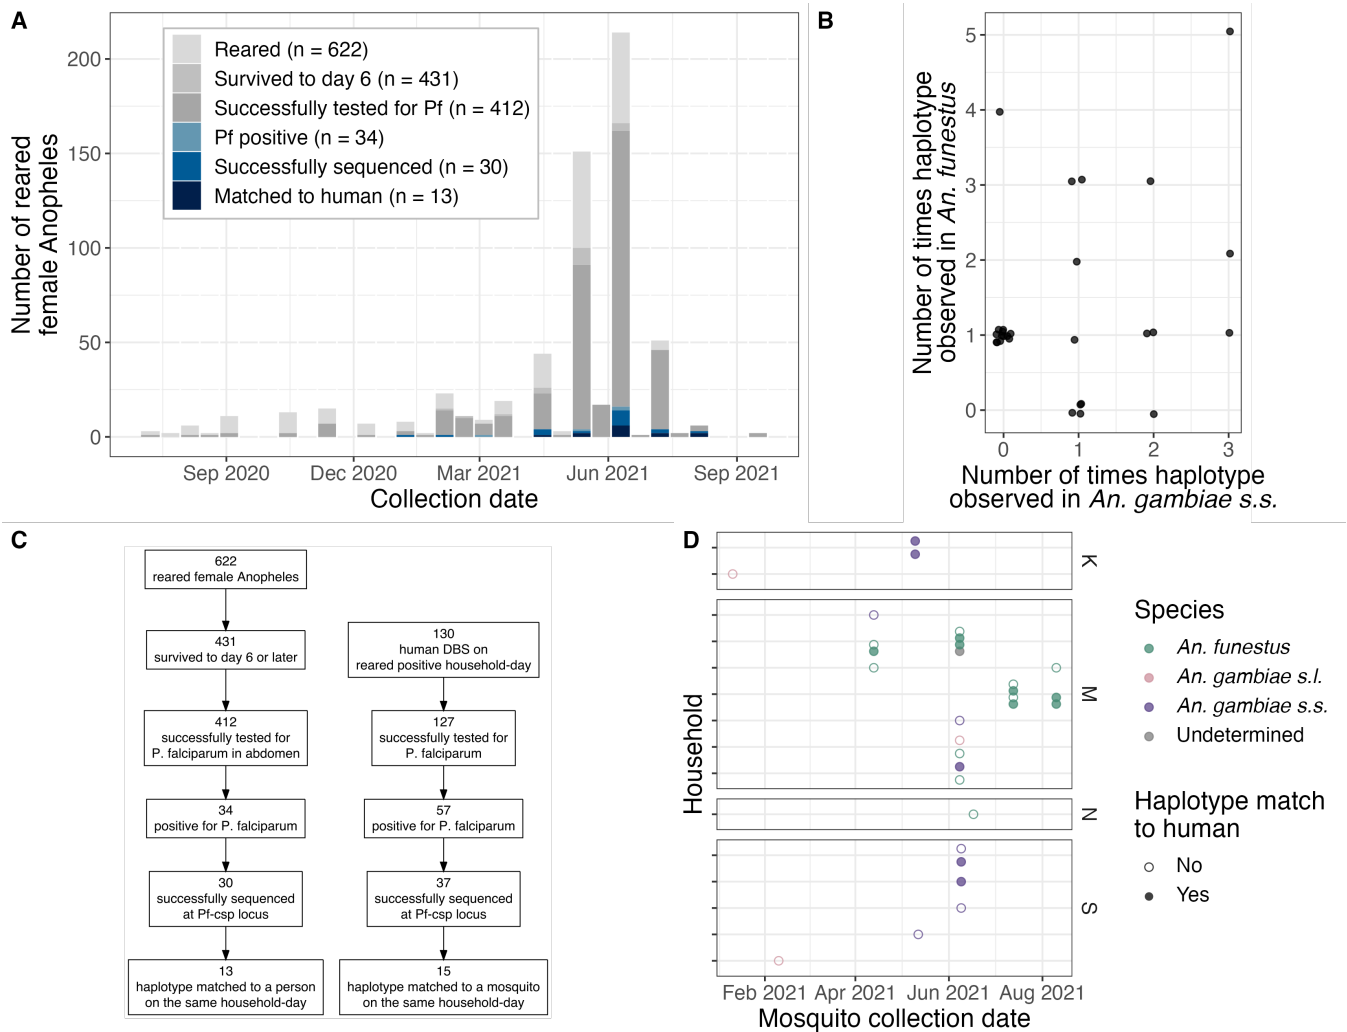 A
Number of reared
female Anopheles
200
150
100
50
0
Reared (n = 622)
Survived to day 6 (n = 431)
Successfully tested for Pf (n = 412)
Pf positive (n = 34)
Successfully sequenced (n = 30)
Matched to human (n = 13)
Sep 2020
Dec 2020
Mar 2021
Jun 2021
Sep 2021
Collection date
B
Number of times haplotype
observed in An. funestus
5
4
3
2
1
0
0
1
2
3
Number of times haplotype
observed in An. gambiae s.s.
C
622
reared female Anopheles
431
survived to day 6 or later
412
successfully tested for
P. falciparum in abdomen
34
positive for P. falciparum
30
successfully sequenced
at Pf-csp locus
13
haplotype matched to a person
on the same household-day
130
human DBS on
reared positive household-day
127
successfully tested for
P. falciparum
57
positive for P. falciparum
37
successfully sequenced
at Pf-csp locus
15
haplotype matched to a mosquito
on the same household-day
D
Household
K
M
N
S
Feb 2021
Apr 2021
Jun 2021
Aug 2021
Mosquito collection date
Species
An. funestus
An. gambiae s.l.
An. gambiae s.s.
Undetermined
Haplotype match
to human
No
Yes